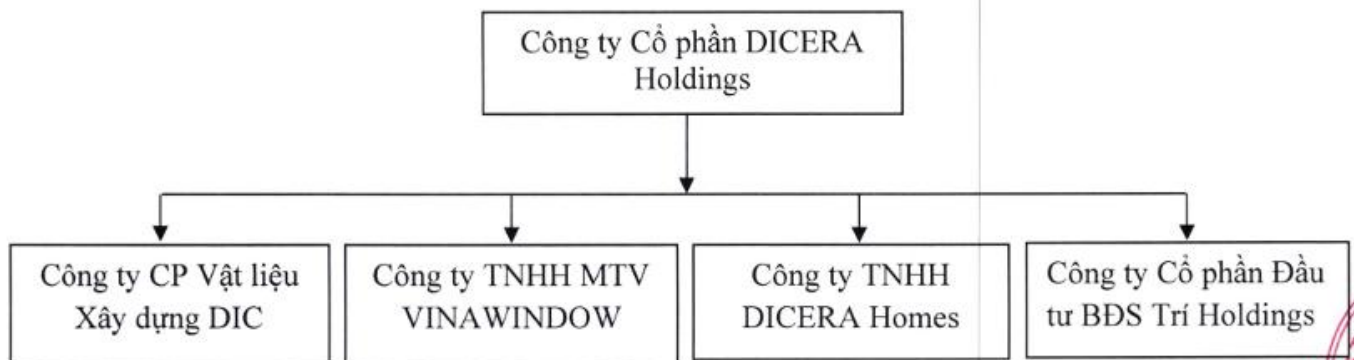 Công ty Cổ phần DICERA
Holdings
Công ty CP Vật liệu
Xây dựng DIC
Công ty TNHH MTV
VINAWINDOW
Công ty TNHH
DICERA Homes
Công ty Cổ phần Đầu
tư BĐS Trí Holdings